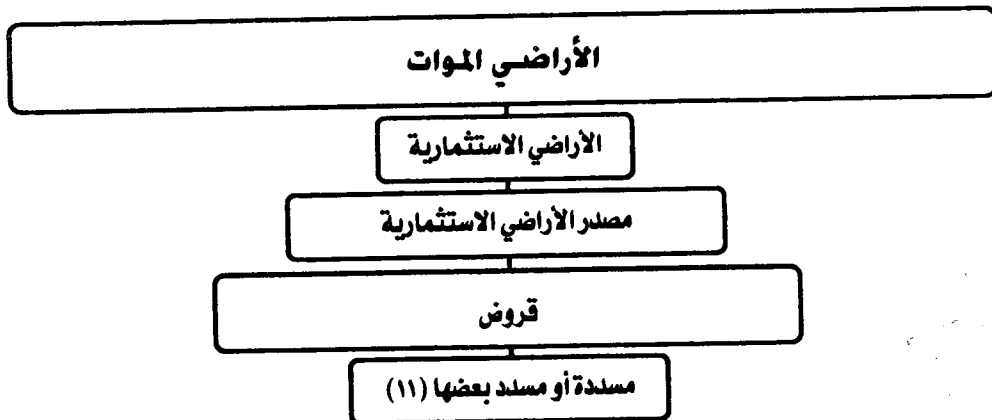 الأراضي الموات
الأراضي الاستثمارية
مصدر الأراضي الاستثمارية
قروض
مسددة أو مسدد بعضها (١١)